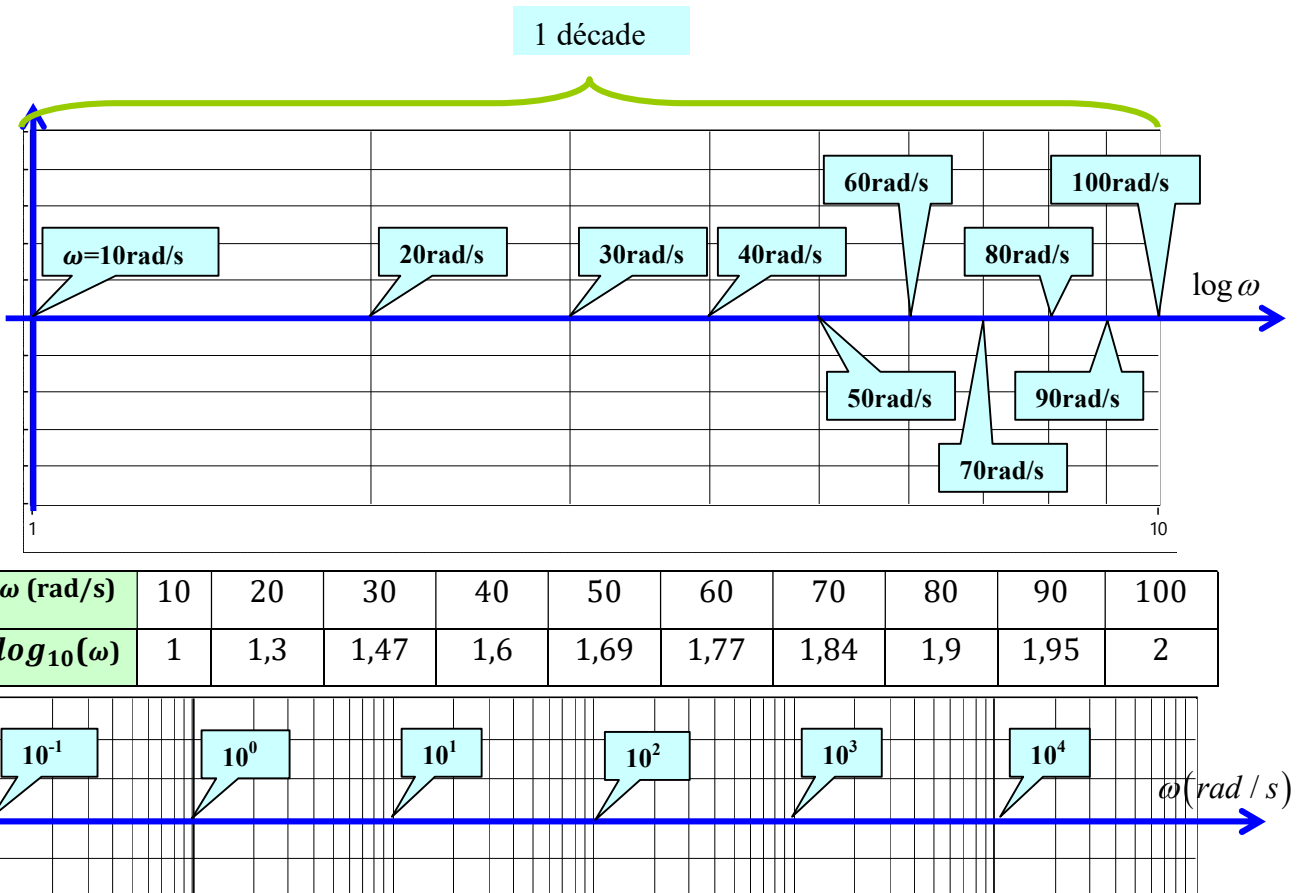 1 décade
60rad/s 100rad/s
ω=10rad/s 20rad/s 30rad/s 40rad/s 80rad/s
log ω
50rad/s 90rad/s
70rad/s
1 10
ω (rad/s) 10 20 30 40 50 60 70 80 90 100
log₁₀(ω) 1 1,3 1,47 1,6 1,69 1,77 1,84 1,9 1,95 2
10⁻¹ 10⁰ 10¹ 10² 10³ 10⁴
ω(rad / s)